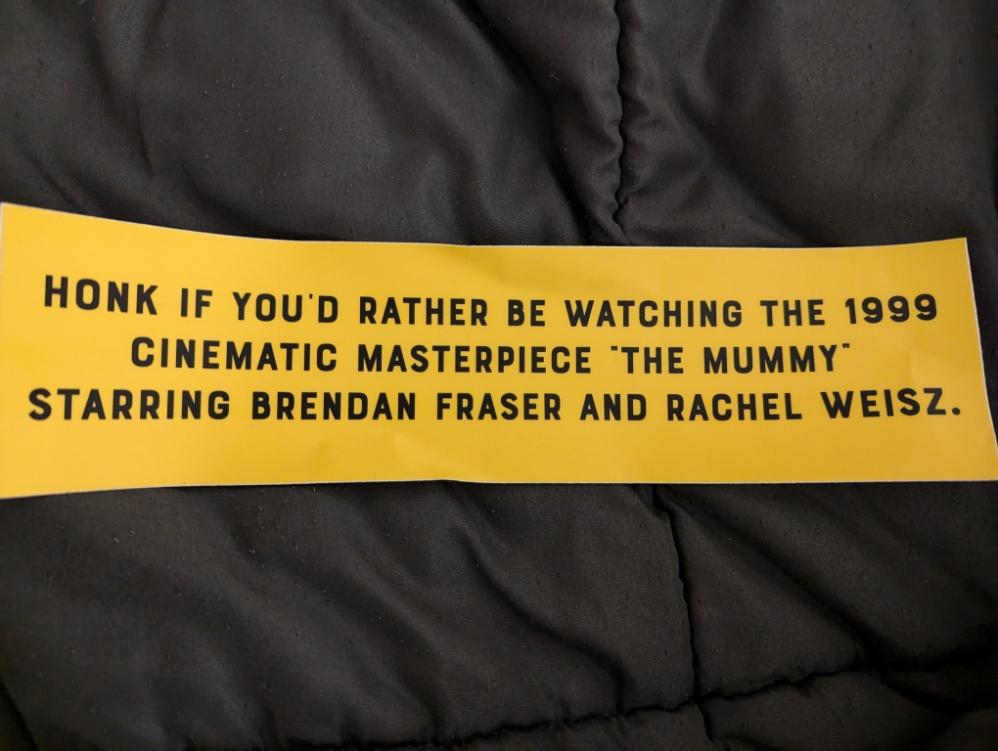 HONK IF YOU'D RATHER BE WATCHING THE 1999
CINEMATIC MASTERPIECE "THE MUMMY"
STARRING BRENDAN FRASER AND RACHEL WEISZ.